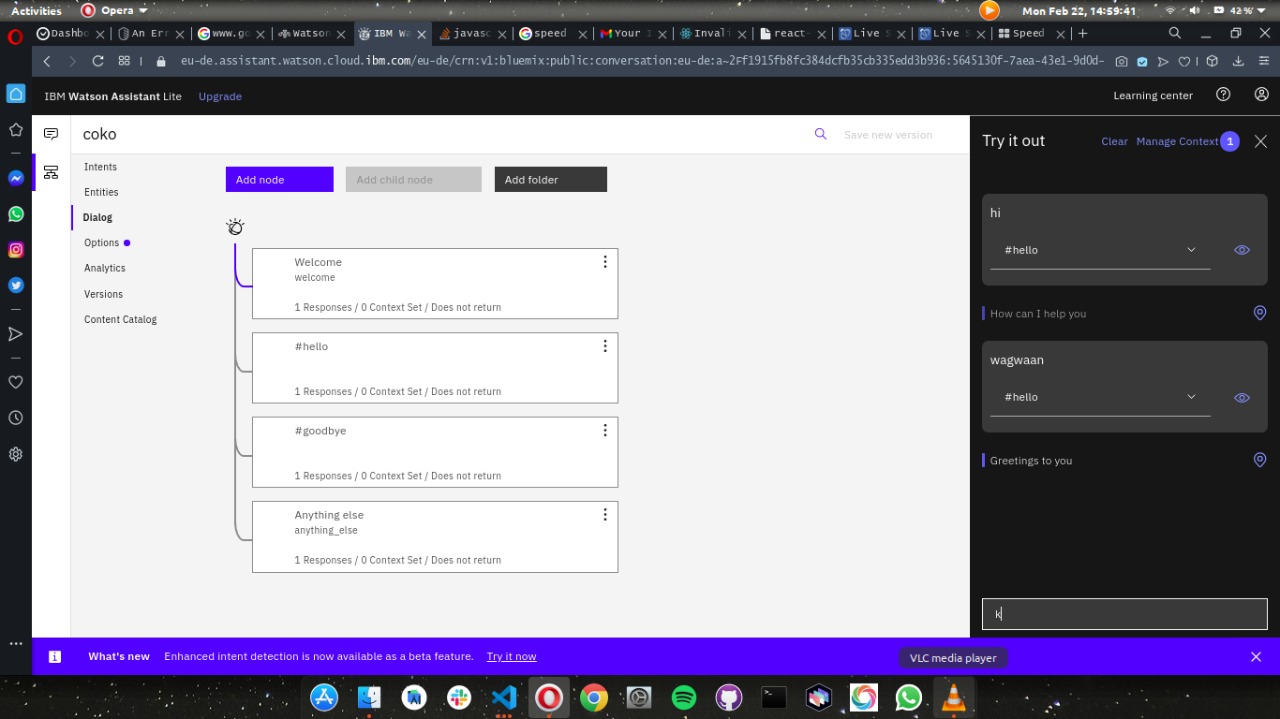 Activities
Opera
Mon Feb 22, 14:59:41
42 %
Dashbo
An Err
www.go
Watson
IBM Wa
javasc
speed
Your I
Invali
react-
Live S
Live S
Speed
eu-de.assistant.watson.cloud.ibm.com/eu-de/crn:v1:bluemix:public:conversation:eu-de:a~2Ff1915fb8fc384dcfb35cb335edd3b936:5645130f-7aea-43e1-9d0d-
IBM Watson Assistant Lite
Upgrade
Learning center
coko
Save new version
Intents
Entities
Dialog
Options
Analytics
Versions
Content Catalog
Add node
Add child node
Add folder
Welcome
welcome
1 Responses / 0 Context Set / Does not return
#hello
1 Responses / 0 Context Set / Does not return
#goodbye
1 Responses / 0 Context Set / Does not return
Anything else
anything_else
1 Responses / 0 Context Set / Does not return
Try it out
Clear
Manage Context
1
hi
#hello
How can I help you
wagwaan
#hello
Greetings to you
k
What's new
Enhanced intent detection is now available as a beta feature.
Try it now
VLC media player